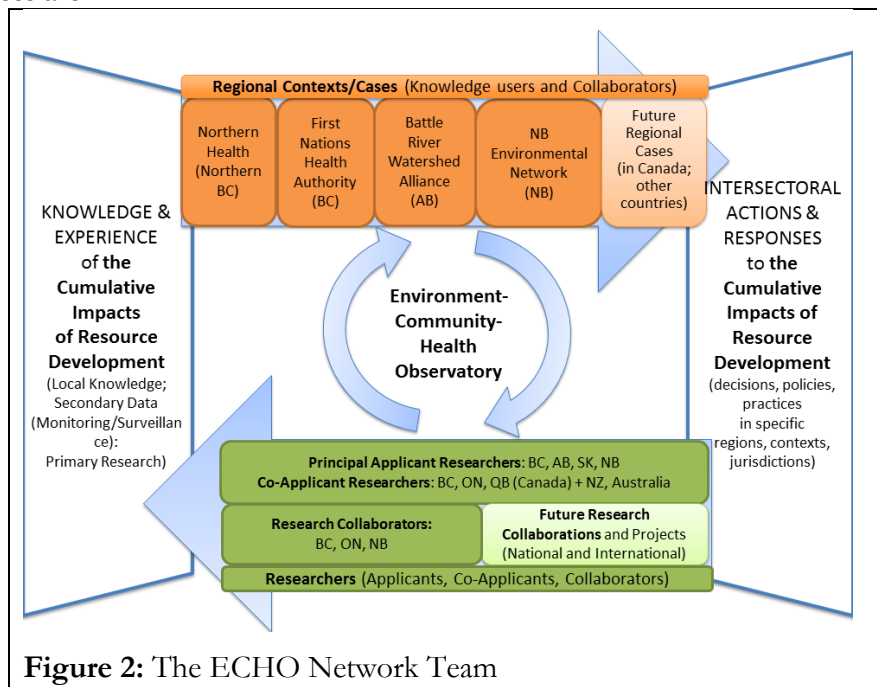 Regional Contexts/Cases (Knowledge users and Collaborators)
Northern
Health
(Northern
BC)
First
Nations
Health
Authority
(BC)
Battle
River
Watershed
Alliance
(AB)
NB
Environmental
Network
(NB)
Future
Regional
Cases
(in Canada;
other
countries)
KNOWLEDGE &
EXPERIENCE
of the
Cumulative
Impacts
of Resource
Development
(Local Knowledge;
Secondary Data
(Monitoring/Surveillan
ce):
Primary Research)
Environment-
Community-
Health
Observatory
INTERSECTORAL
ACTIONS &
RESPONSES
to the
Cumulative
Impacts of
Resource
Development
(decisions, policies,
practices
in specific
regions, contexts,
jurisdictions)
Principal Applicant Researchers: BC, AB, SK, NB
Co-Applicant Researchers: BC, ON, QB (Canada) + NZ, Australia
Research Collaborators:
BC, ON, NB
Future Research
Collaborations and Projects
(National and International)
Researchers (Applicants, Co-Applicants, Collaborators)
Figure 2: The ECHO Network Team